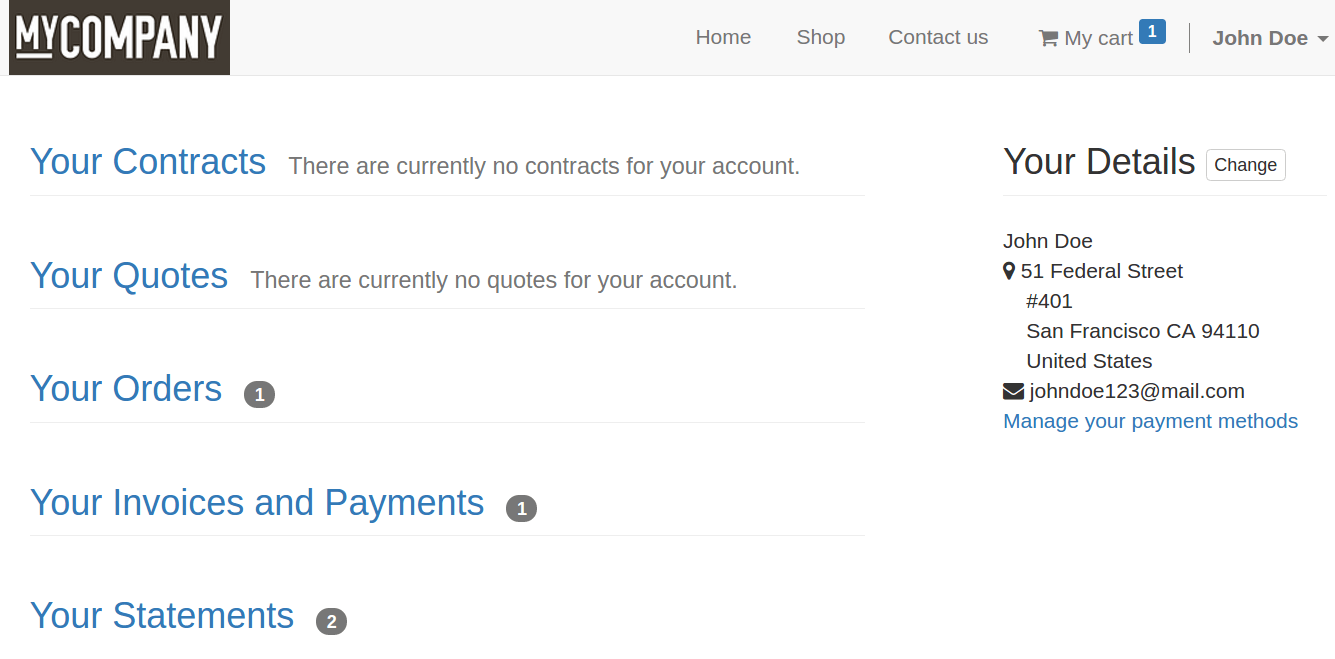 MYCOMPANY
Home Shop Contact us My cart 1 John Doe
Your Contracts There are currently no contracts for your account.
Your Quotes There are currently no quotes for your account.
Your Orders 1
Your Invoices and Payments 1
Your Statements 2
Your Details Change
John Doe
51 Federal Street
#401
San Francisco CA 94110
United States
johndoe123@mail.com
Manage your payment methods